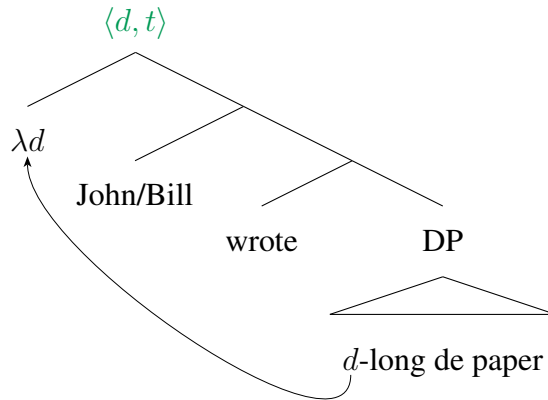 ⟨d, t⟩
λd
John/Bill
wrote
DP
d-long de paper